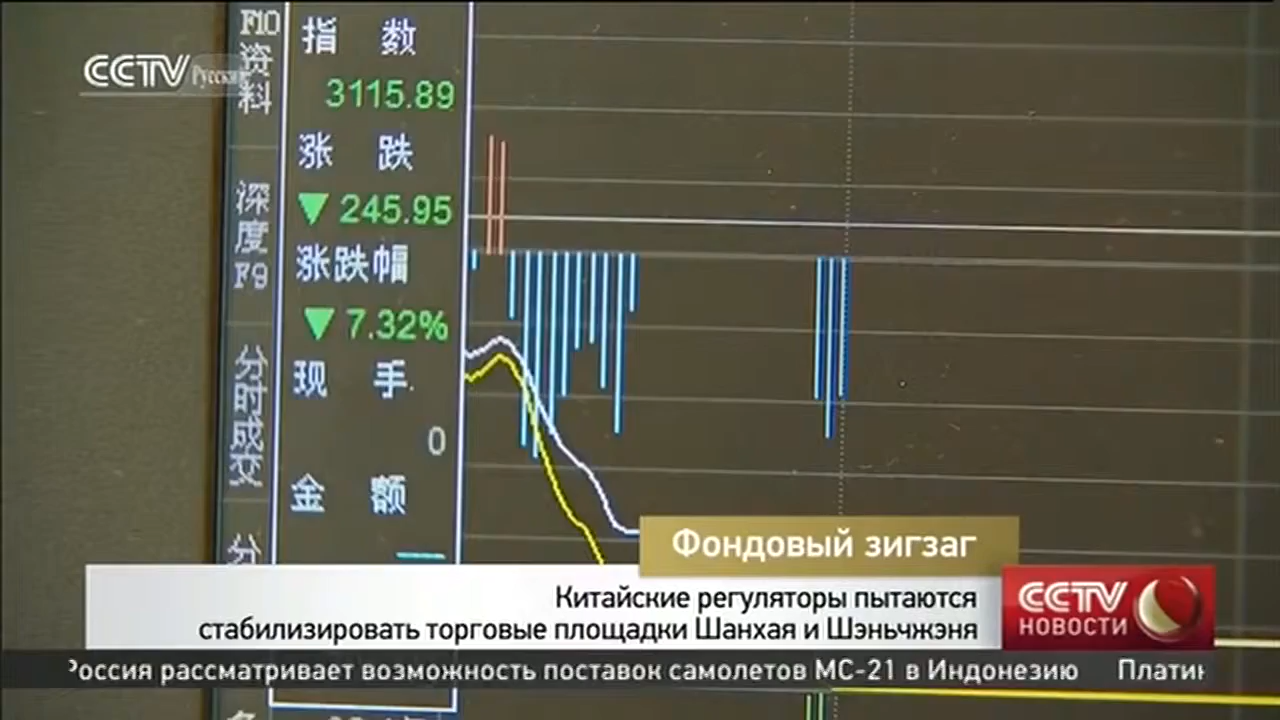 CCTV Русский
F10
资料
深度
F9
分时成交
分
指 数
3115.89
涨 跌
▼ 245.95
涨跌幅
▼ 7.32%
现 手
0
金 额
Фондовый зигзаг
Китайские регуляторы пытаются
стабилизировать торговые площадки Шанхая и Шэньчжэня
CCTV
НОВОСТИ
Россия рассматривает возможность поставок самолетов МС-21 в Индонезию Платин